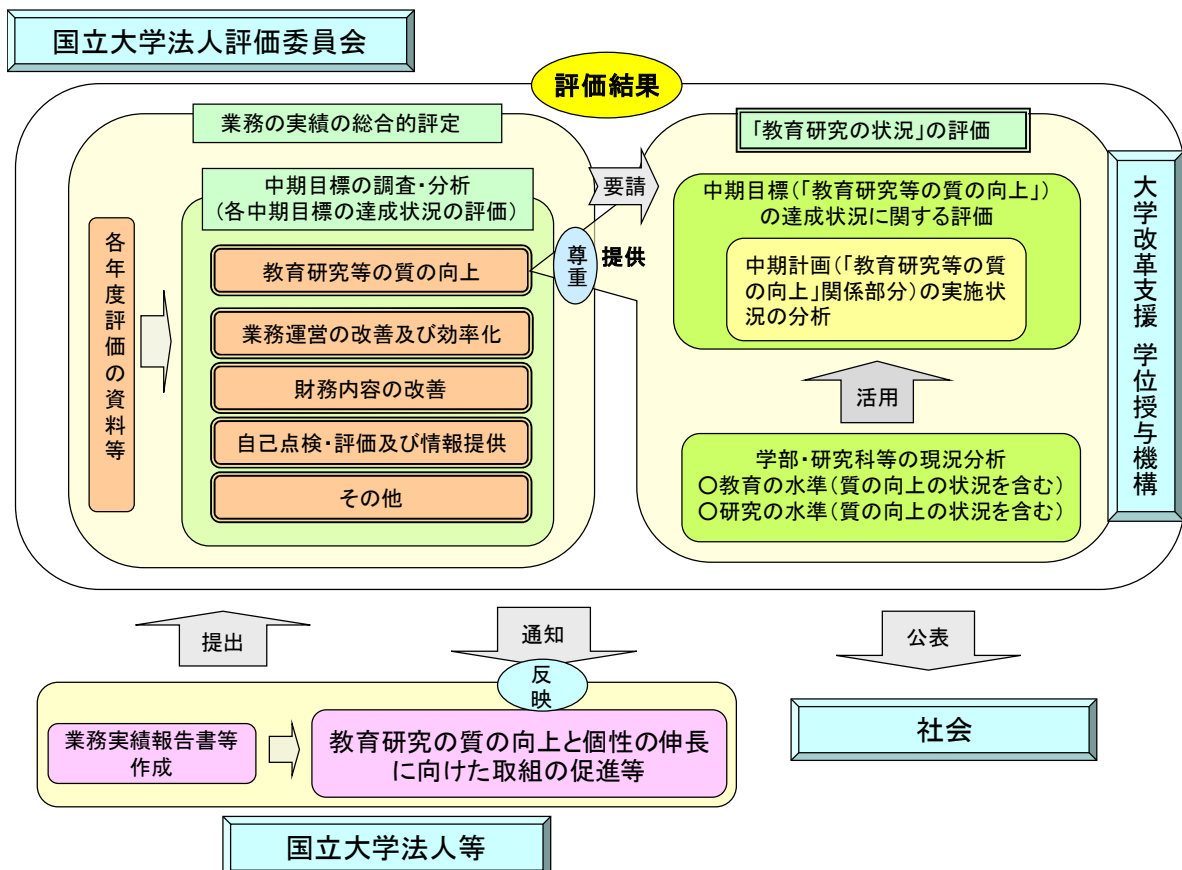 国立大学法人評価委員会
評価結果
業務の実績の総合的評定
中期目標の調査・分析
(各中期目標の達成状況の評価)
各年度評価の資料等
教育研究等の質の向上
業務運営の改善及び効率化
財務内容の改善
自己点検・評価及び情報提供
その他
要請
尊重
提供
「教育研究の状況」の評価
中期目標(「教育研究等の質の向上」)
の達成状況に関する評価
中期計画(「教育研究等の質
の向上」関係部分)の実施状
況の分析
活用
学部・研究科等の現況分析
○教育の水準(質の向上の状況を含む)
○研究の水準(質の向上の状況を含む)
大学改革支援 学位授与機構
提出
通知
公表
反映
業務実績報告書等
作成
教育研究の質の向上と個性の伸長
に向けた取組の促進等
社会
国立大学法人等